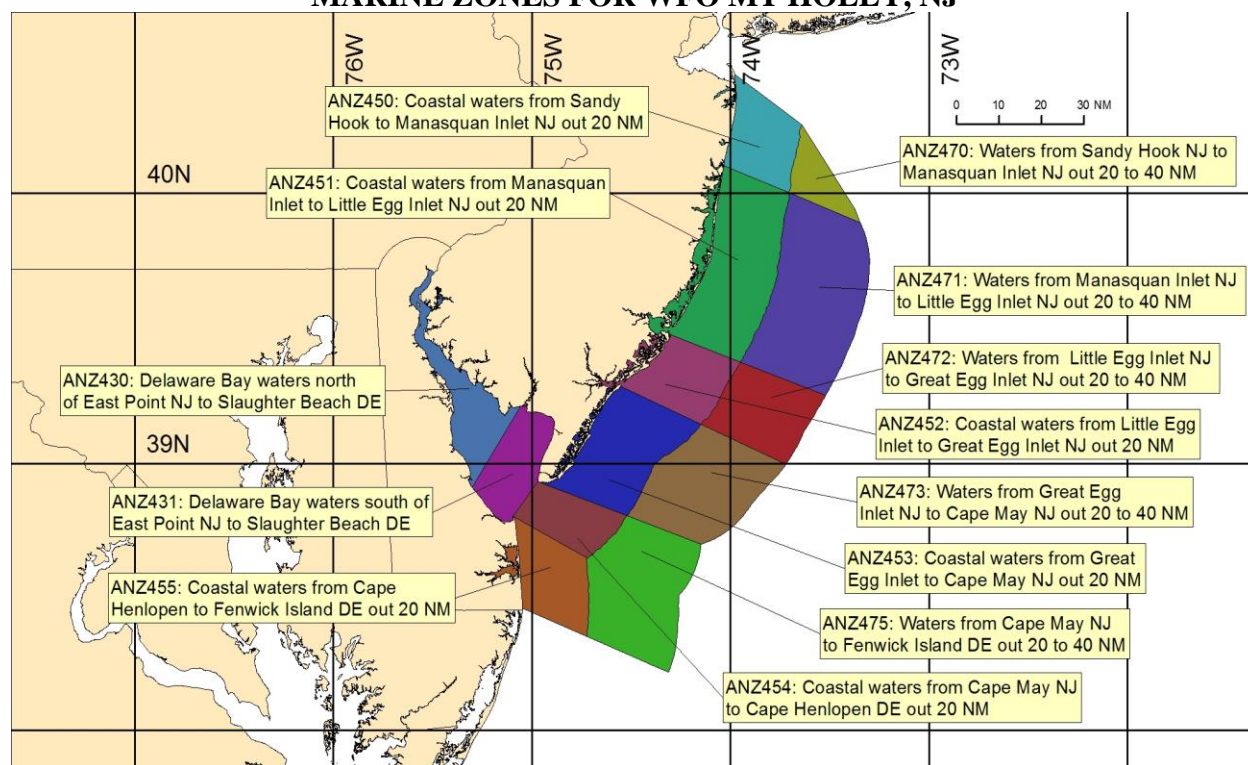 MARINE ZONES FOR WFO MT HOLLY, NJ
76W
75W
74W
73W
0 10 20 30 NM
ANZ450: Coastal waters from Sandy
Hook to Manasquan Inlet NJ out 20 NM
ANZ470: Waters from Sandy Hook NJ to
Manasquan Inlet NJ out 20 to 40 NM
40N
ANZ451: Coastal waters from Manasquan
Inlet to Little Egg Inlet NJ out 20 NM
ANZ471: Waters from Manasquan Inlet NJ
to Little Egg Inlet NJ out 20 to 40 NM
ANZ472: Waters from Little Egg Inlet NJ
to Great Egg Inlet NJ out 20 to 40 NM
ANZ430: Delaware Bay waters north
of East Point NJ to Slaughter Beach DE
ANZ452: Coastal waters from Little Egg
Inlet to Great Egg Inlet NJ out 20 NM
39N
ANZ473: Waters from Great Egg
Inlet NJ to Cape May NJ out 20 to 40 NM
ANZ431: Delaware Bay waters south of
East Point NJ to Slaughter Beach DE
ANZ453: Coastal waters from Great
Egg Inlet to Cape May NJ out 20 NM
ANZ455: Coastal waters from Cape
Henlopen to Fenwick Island DE out 20 NM
ANZ475: Waters from Cape May NJ
to Fenwick Island DE out 20 to 40 NM
ANZ454: Coastal waters from Cape May NJ
to Cape Henlopen DE out 20 NM